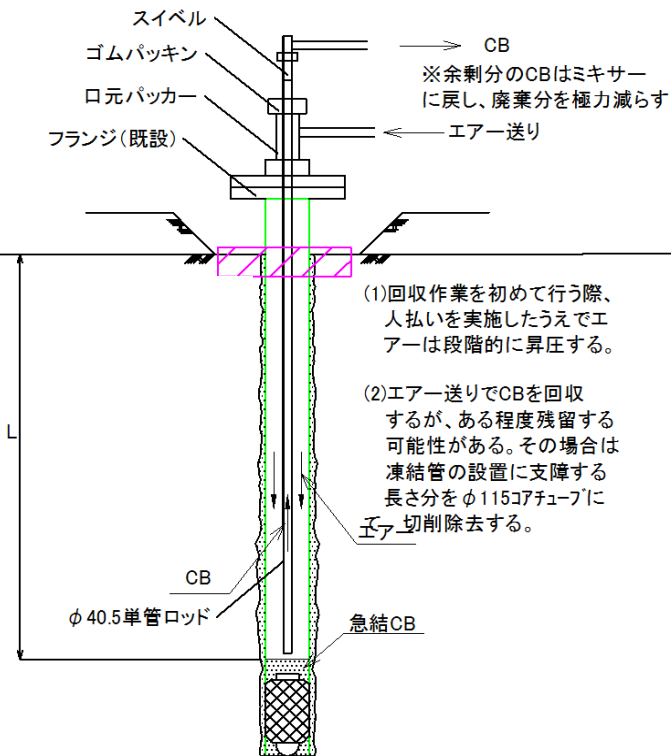 スイベル
CB
ゴムパッキン
※余剰分のCBはミキサー
に戻し、廃棄分を極力減らす
口元パッカー
エアー送り
フランジ(既設)
(1)回収作業を初めて行う際、
人払いを実施したうえでエ
アーは段階的に昇圧する。
(2)エアー送りでCBを回収
するが、ある程度残留する
可能性がある。その場合は
凍結管の設置に支障する
長さ分をφ115コアチューブに
て 切削除去する。
L
エアー
CB
φ40.5単管ロッド
急結CB